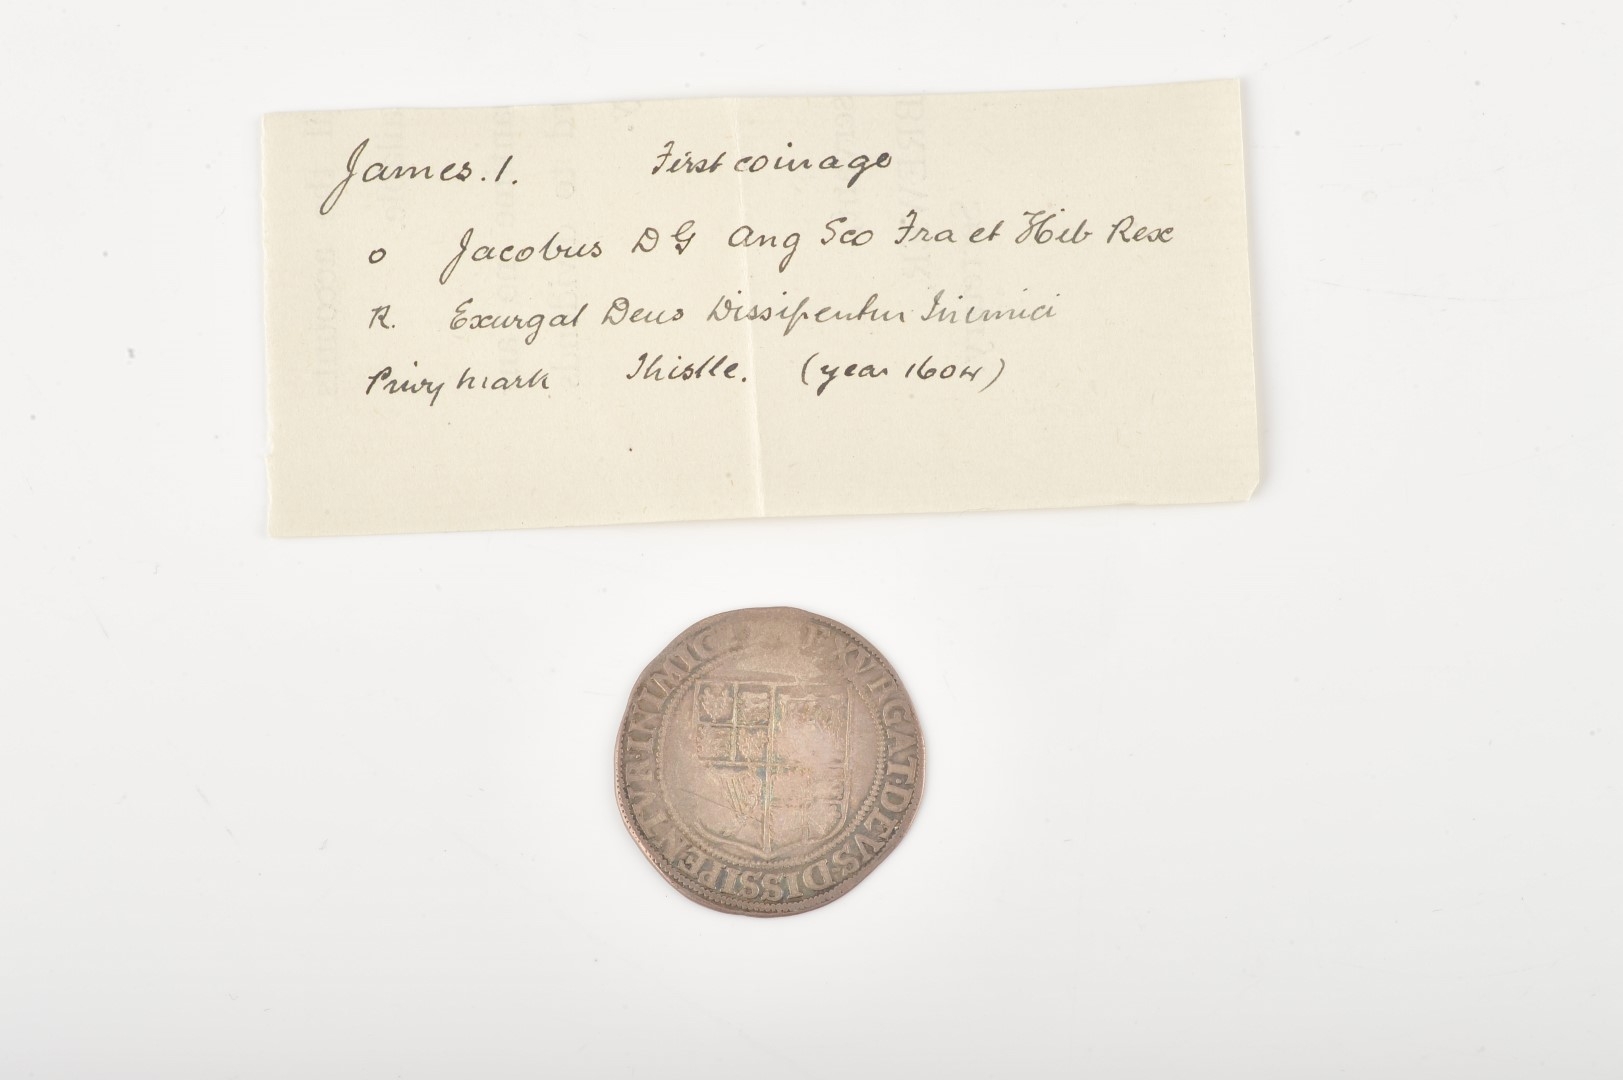 James. I. First coinage
o Jacobus D G Ang Sco Fra et Hib Rex
R. Exurgat Deus Dissipentur Inimici
Privy mark Thistle. (year 1604)
EXVRGAT·DEVS·DISSIPENTVR·INIMIC